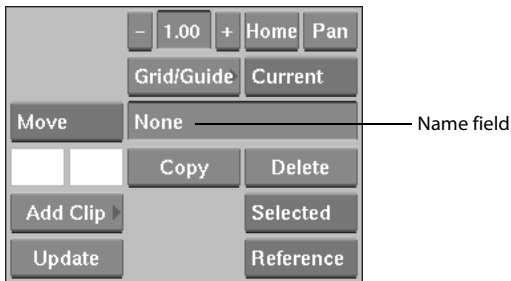 - 1.00 + Home Pan
Grid/Guide Current
Move None Name field
Copy Delete
Add Clip Selected
Update Reference